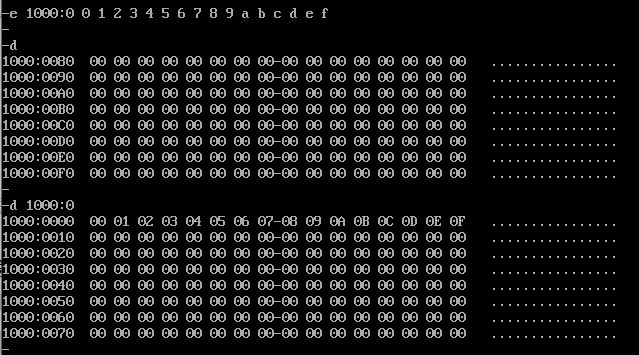 -e 1000:0 0 1 2 3 4 5 6 7 8 9 a b c d e f
-
-d
1000:0080  00 00 00 00 00 00 00 00-00 00 00 00 00 00 00 00   ................
1000:0090  00 00 00 00 00 00 00 00-00 00 00 00 00 00 00 00   ................
1000:00A0  00 00 00 00 00 00 00 00-00 00 00 00 00 00 00 00   ................
1000:00B0  00 00 00 00 00 00 00 00-00 00 00 00 00 00 00 00   ................
1000:00C0  00 00 00 00 00 00 00 00-00 00 00 00 00 00 00 00   ................
1000:00D0  00 00 00 00 00 00 00 00-00 00 00 00 00 00 00 00   ................
1000:00E0  00 00 00 00 00 00 00 00-00 00 00 00 00 00 00 00   ................
1000:00F0  00 00 00 00 00 00 00 00-00 00 00 00 00 00 00 00   ................
-
-d 1000:0
1000:0000  00 01 02 03 04 05 06 07-08 09 0A 0B 0C 0D 0E 0F   ................
1000:0010  00 00 00 00 00 00 00 00-00 00 00 00 00 00 00 00   ................
1000:0020  00 00 00 00 00 00 00 00-00 00 00 00 00 00 00 00   ................
1000:0030  00 00 00 00 00 00 00 00-00 00 00 00 00 00 00 00   ................
1000:0040  00 00 00 00 00 00 00 00-00 00 00 00 00 00 00 00   ................
1000:0050  00 00 00 00 00 00 00 00-00 00 00 00 00 00 00 00   ................
1000:0060  00 00 00 00 00 00 00 00-00 00 00 00 00 00 00 00   ................
1000:0070  00 00 00 00 00 00 00 00-00 00 00 00 00 00 00 00   ................
-